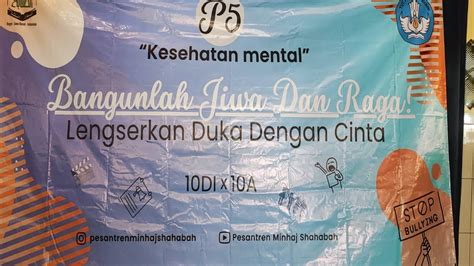 P5
"Kesehatan mental"
Bangunlah Jiwa Dan Raga!
Lengserkan Duka Dengan Cinta
10DI x 10A
STOP
BULLYING
pesantrenminhajshahabah
Pesantren Minhaj Shahabah